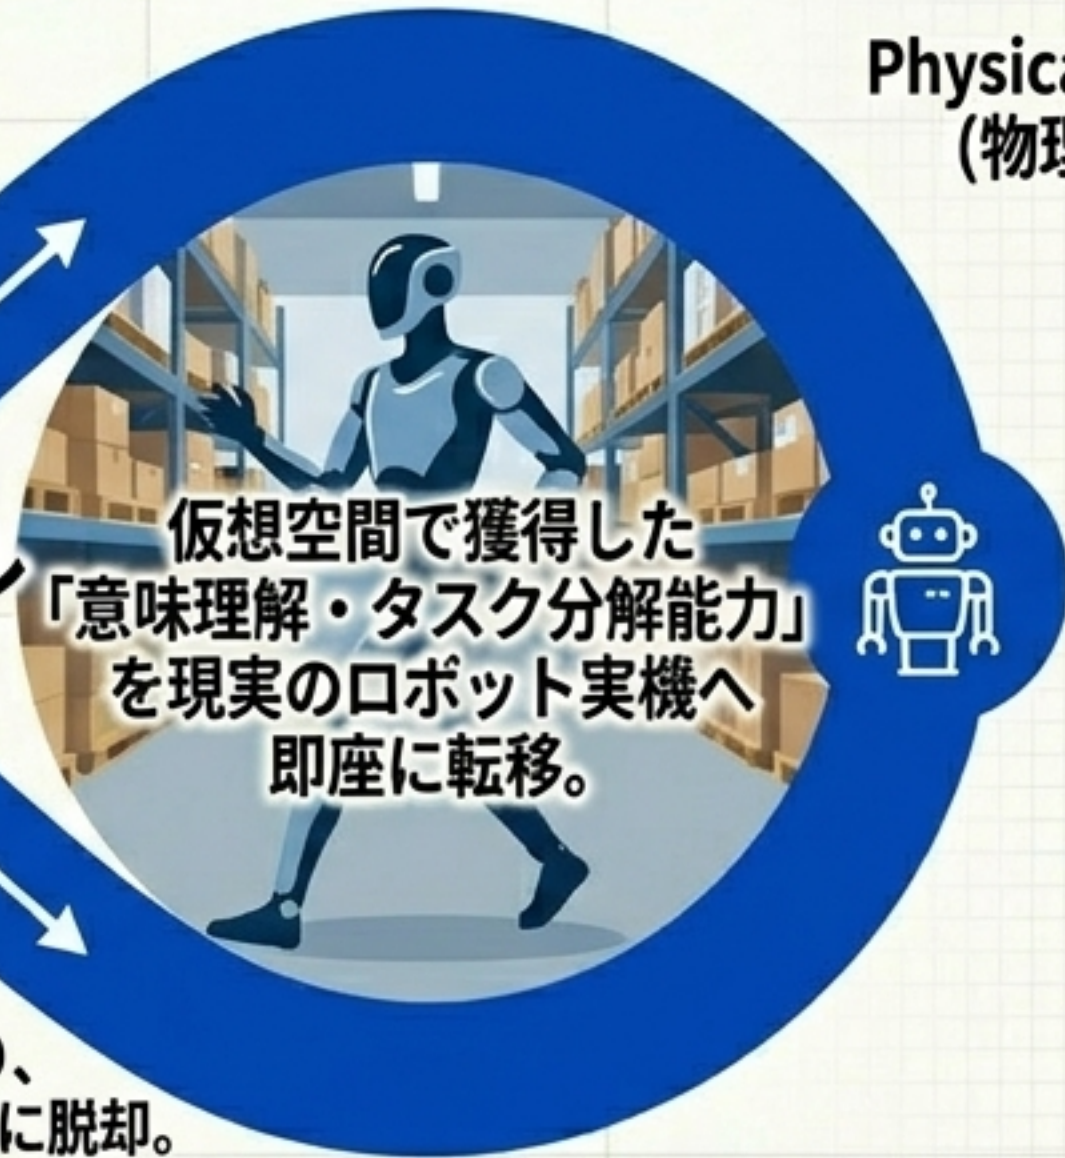 Physica
(物理
仮想空間で獲得した
「意味理解・タスク分解能力」
を現実のロボット実機へ
即座に転移。
に脱却。